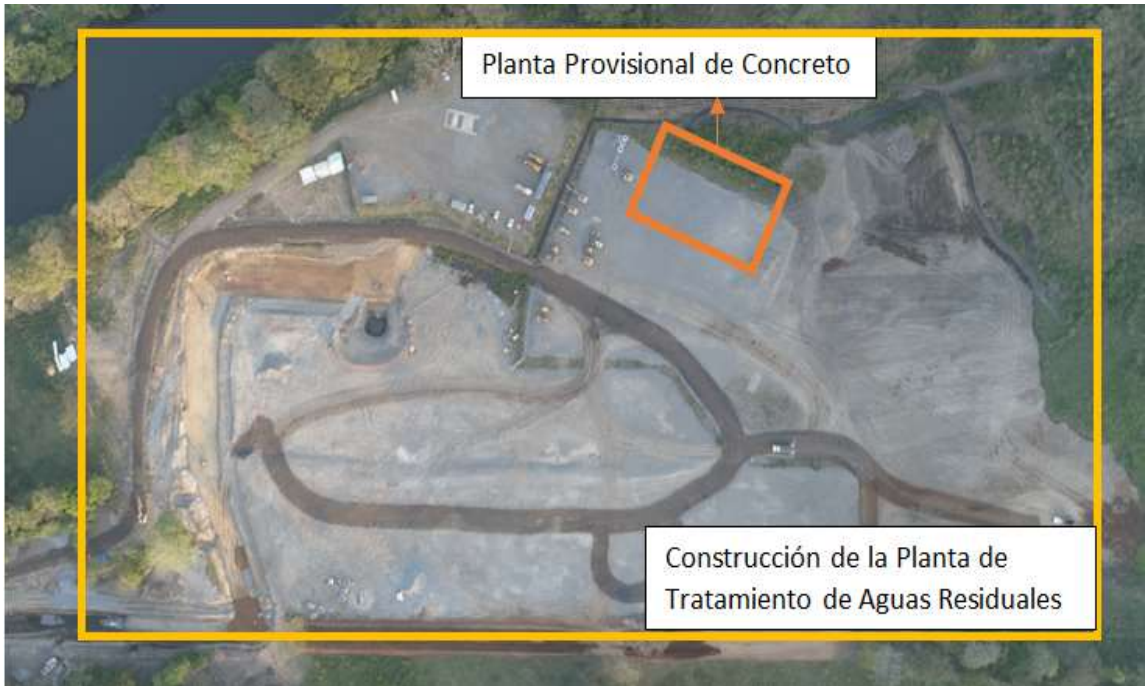 Planta Provisional de Concreto
Construcción de la Planta de
Tratamiento de Aguas Residuales